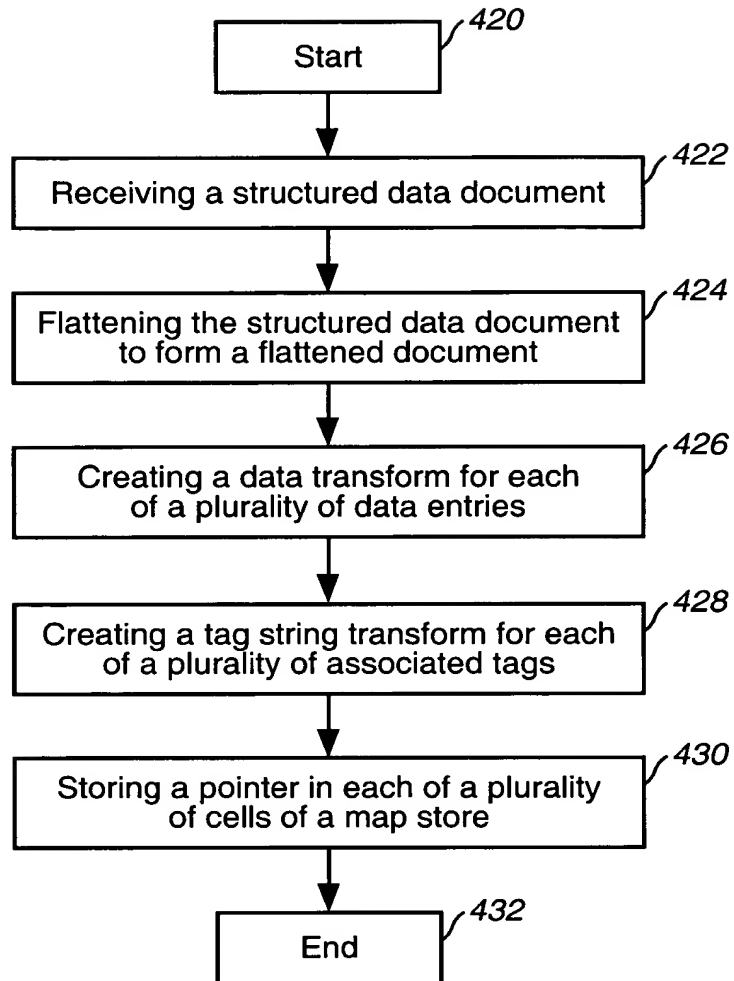 420
Start
422
Receiving a structured data document
424
Flattening the structured data document
to form a flattened document
426
Creating a data transform for each
of a plurality of data entries
428
Creating a tag string transform for each
of a plurality of associated tags
430
Storing a pointer in each of a plurality
of cells of a map store
432
End